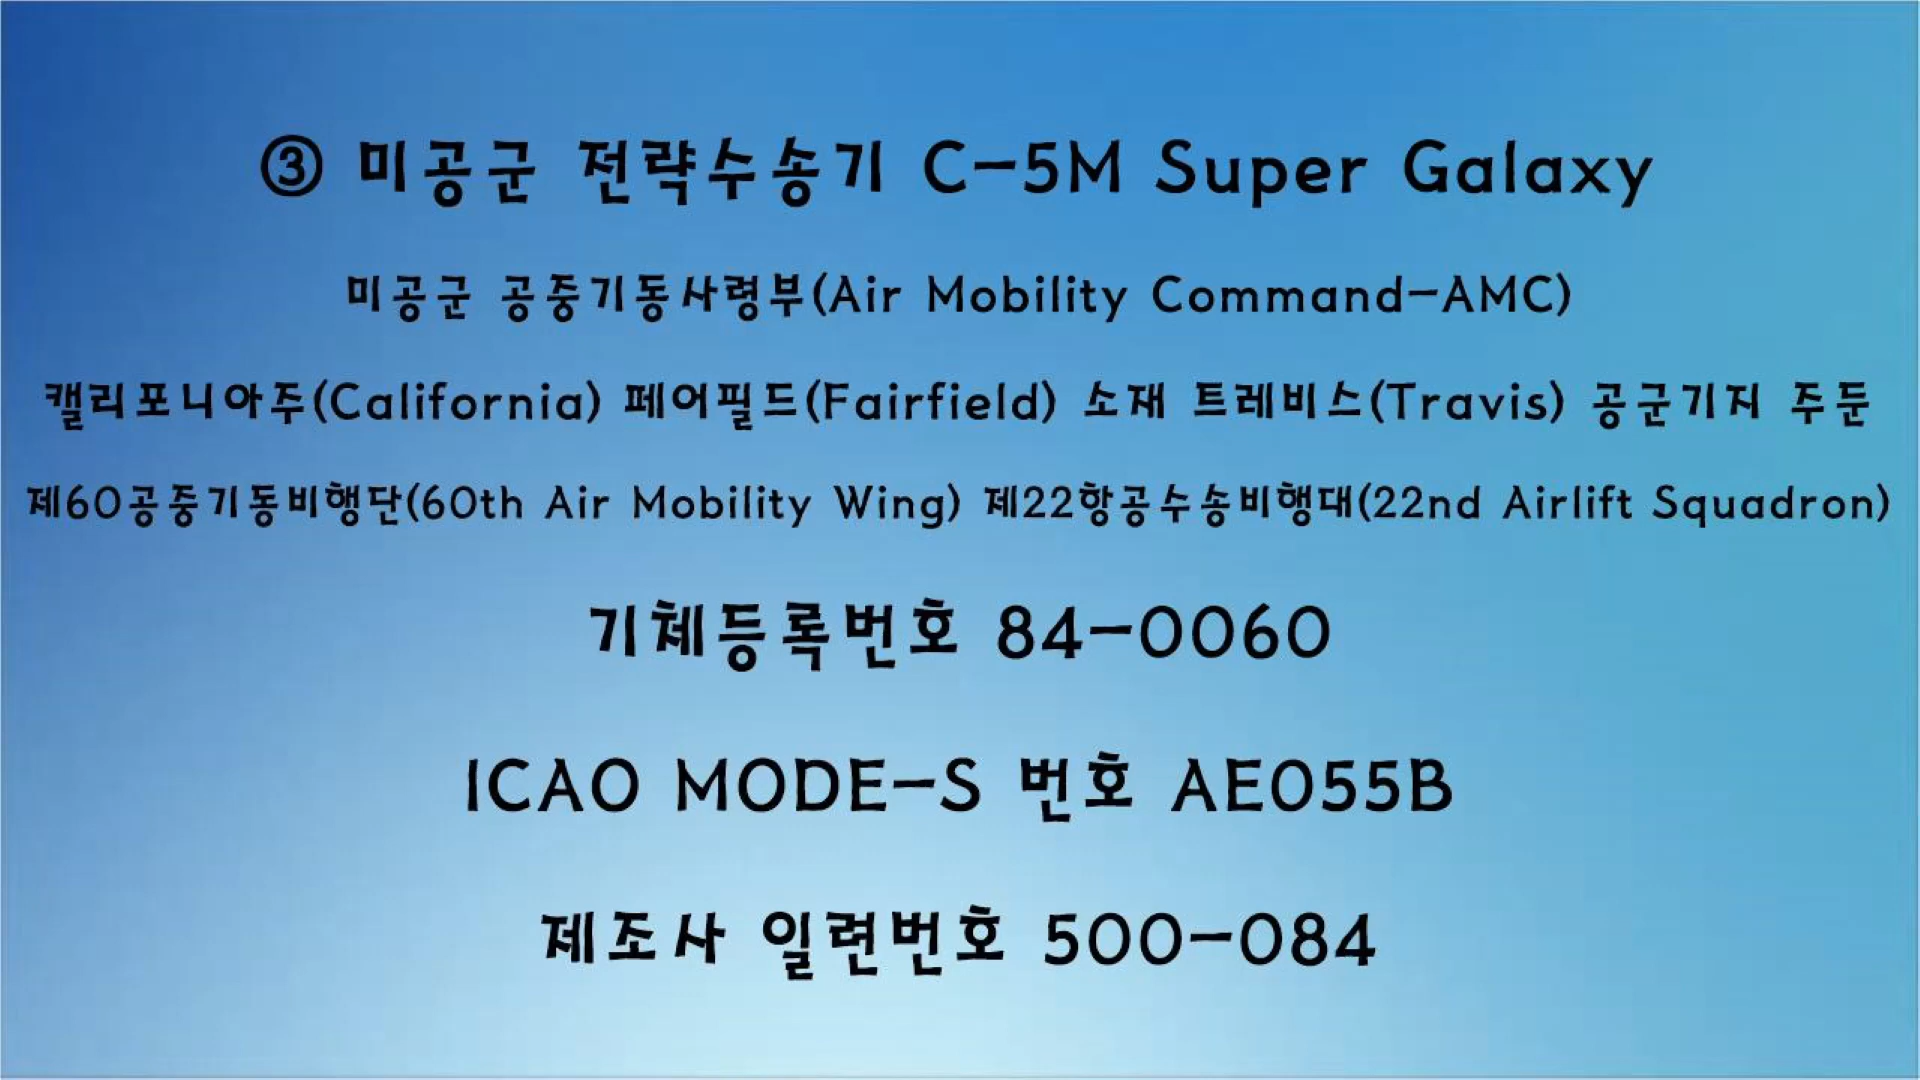 ③ 미공군 전략수송기 C-5M Super Galaxy
미공군 공중기동사령부(Air Mobility Command-AMC)
캘리포니아주(California) 페어필드(Fairfield) 소재 트레비스(Travis) 공군기지 주둔
제60공중기동비행단(60th Air Mobility Wing) 제22항공수송비행대(22nd Airlift Squadron)
기체등록번호 84-0060
ICAO MODE-S 번호 AE055B
제조사 일련번호 500-084